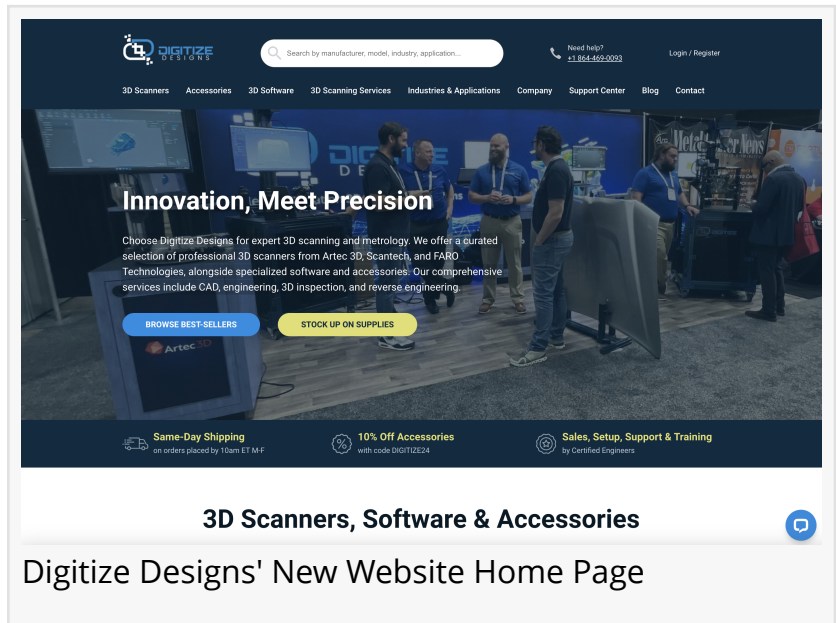 DIGITIZE
DESIGNS
Search by manufacturer, model, industry, application...
Need help?
+1 864-469-0093
Login / Register
3D Scanners
Accessories
3D Software
3D Scanning Services
Industries & Applications
Company
Support Center
Blog
Contact
Innovation, Meet Precision
Choose Digitize Designs for expert 3D scanning and metrology. We offer a curated
selection of professional 3D scanners from Artec 3D, Scantech, and FARO
Technologies, alongside specialized software and accessories. Our comprehensive
services include CAD, engineering, 3D inspection, and reverse engineering.
BROWSE BEST-SELLERS
STOCK UP ON SUPPLIES
Artec 3D
Same-Day Shipping
on orders placed by 10am ET M-F
10% Off Accessories
with code DIGITIZE24
Sales, Setup, Support & Training
by Certified Engineers
3D Scanners, Software & Accessories
Digitize Designs' New Website Home Page